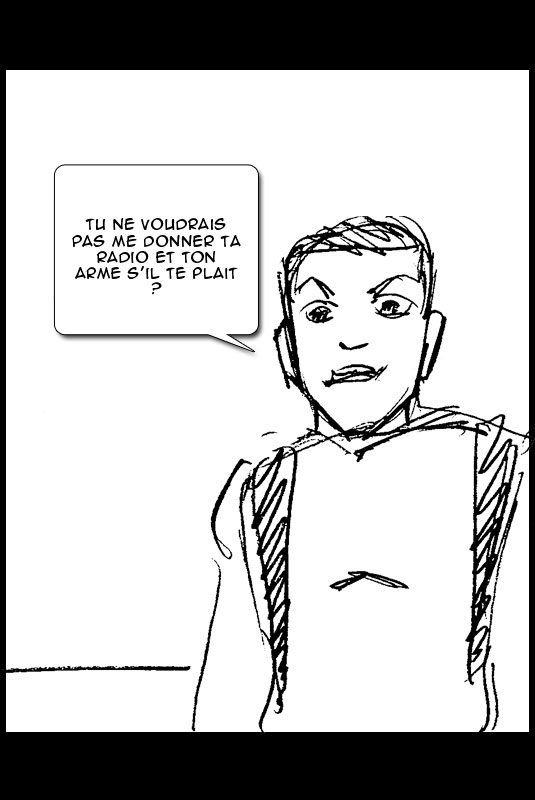 TU NE VOUDRAIS
PAS ME DONNER TA
RADIO ET TON
ARME S'IL TE PLAIT
?